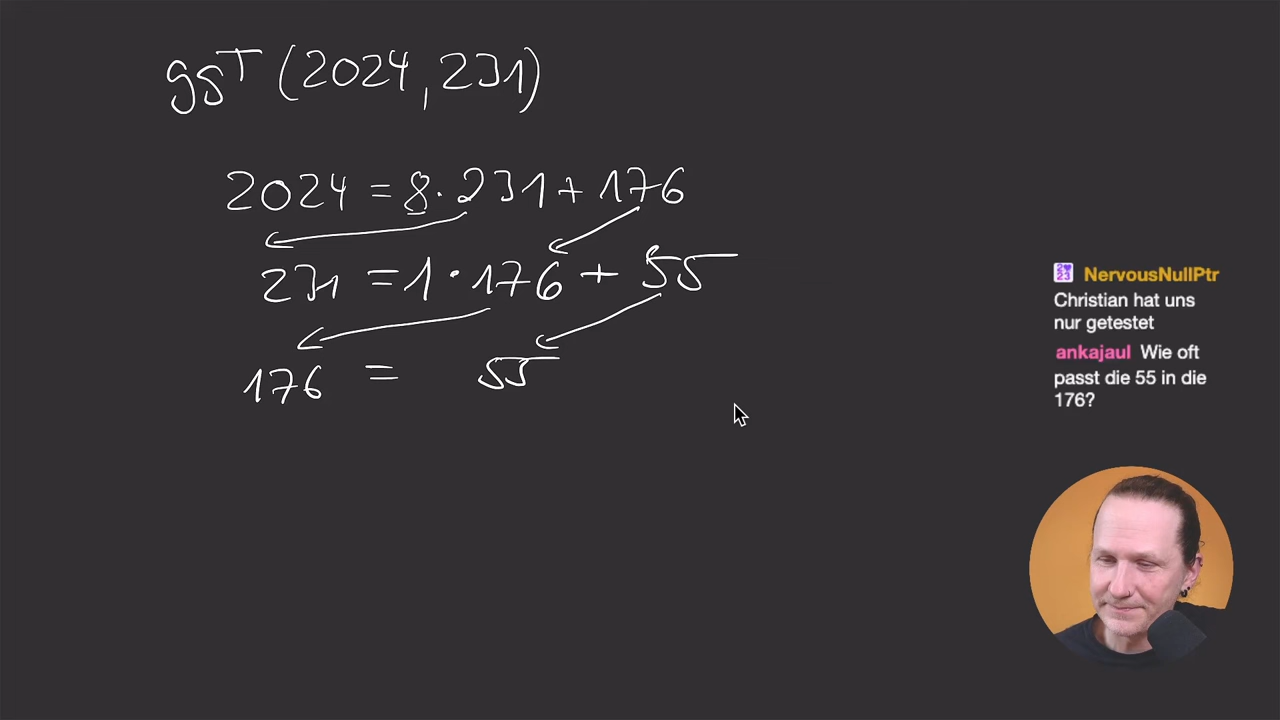 ggT (2024, 231)
2024 = 8 · 231 + 176
231 = 1 · 176 + 55
176 = 55
NervousNullPtr
Christian hat uns
nur getestet
ankajaul Wie oft
passt die 55 in die
176?